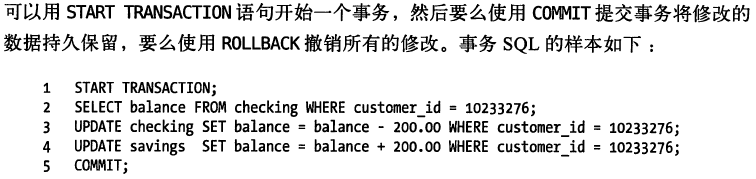 可以用 START TRANSACTION 语句开始一个事务，然后要么使用 COMMIT 提交事务将修改的
数据持久保留，要么使用 ROLLBACK 撤销所有的修改。事务 SQL 的样本如下：
1 START TRANSACTION;
2 SELECT balance FROM checking WHERE customer_id = 10233276;
3 UPDATE checking SET balance = balance - 200.00 WHERE customer_id = 10233276;
4 UPDATE savings  SET balance = balance + 200.00 WHERE customer_id = 10233276;
5 COMMIT;